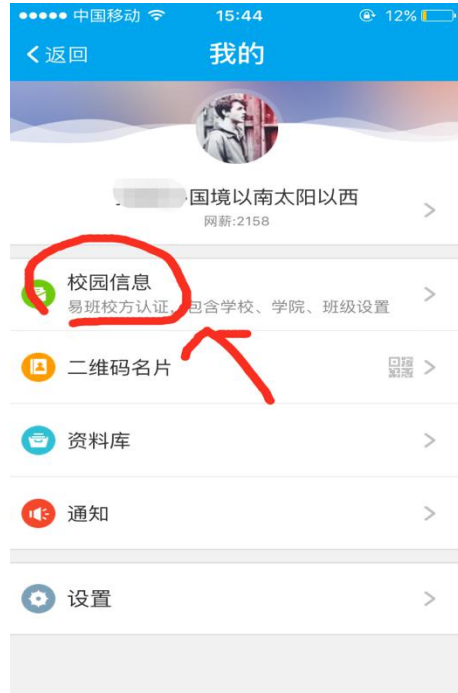 中国移动 15:44 12%
返回 我的
国境以南太阳以西
网薪:2158
校园信息
易班校方认证，包含学校、学院、班级设置
二维码名片
资料库
通知
设置